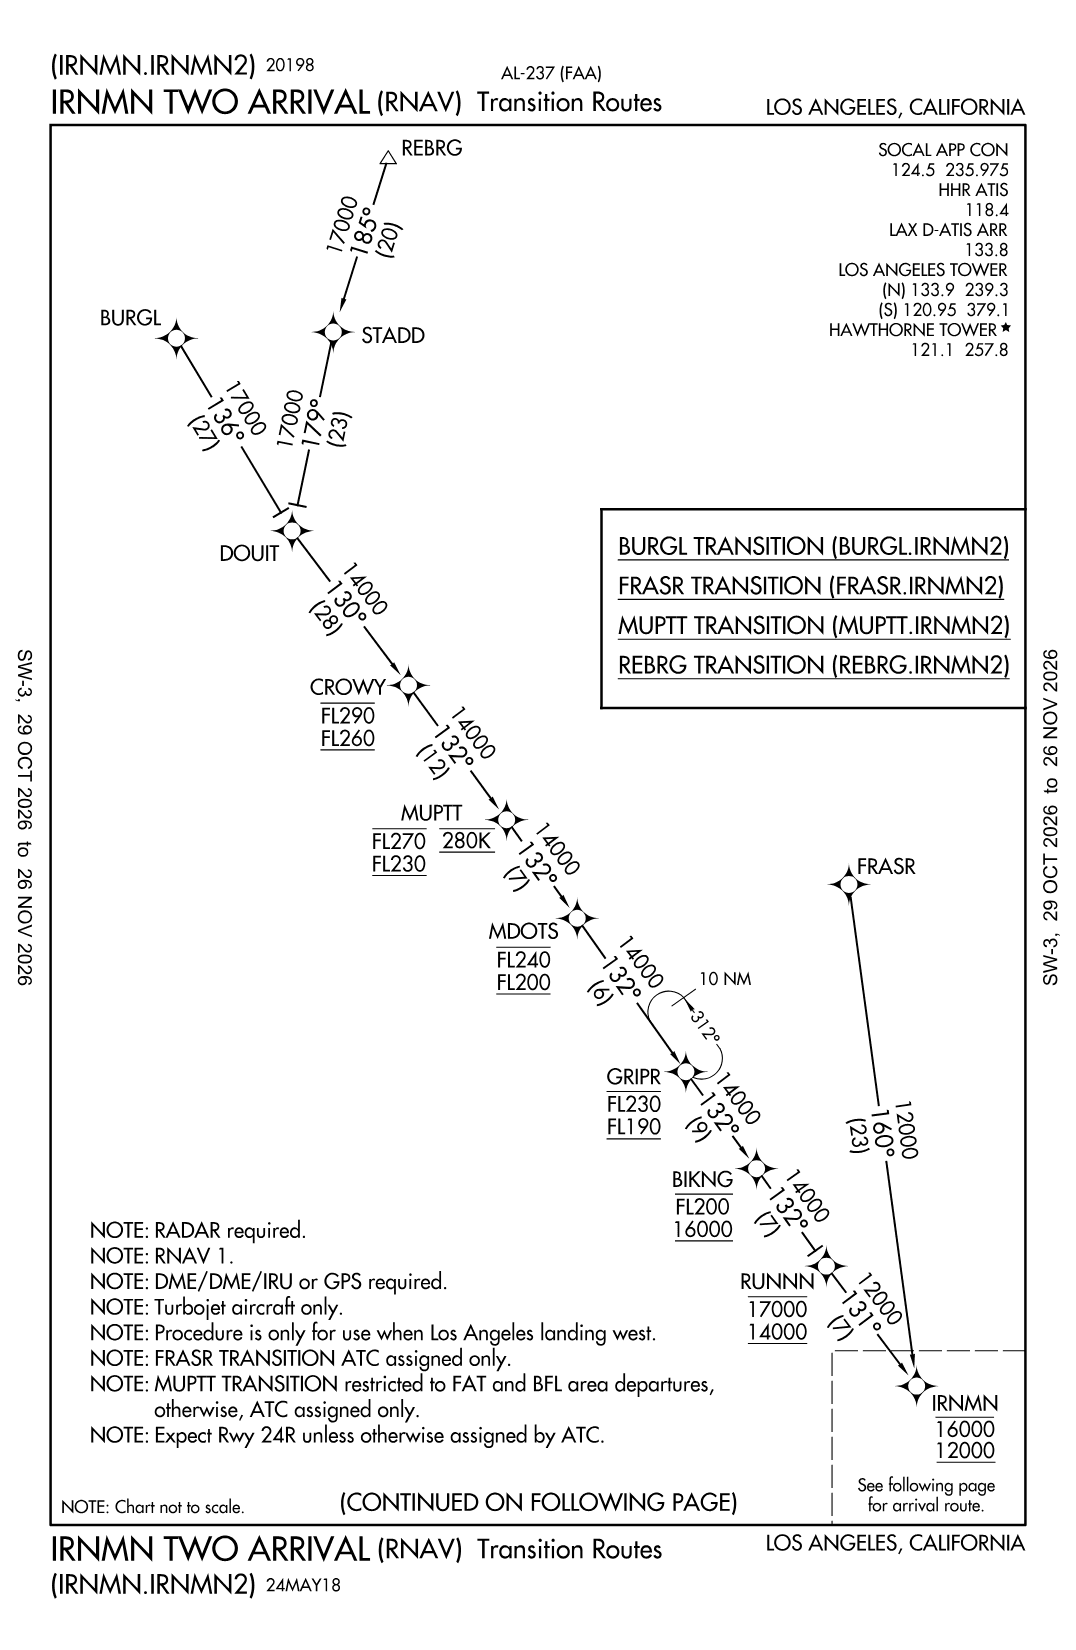 (IRNMN.IRNMN2) 20198
AL-237 (FAA)
IRNMN TWO ARRIVAL (RNAV) Transition Routes
LOS ANGELES, CALIFORNIA
SOCAL APP CON
124.5 235.975
HHR ATIS
118.4
LAX D-ATIS ARR
133.8
LOS ANGELES TOWER
(N) 133.9 239.3
(S) 120.95 379.1
HAWTHORNE TOWER★
121.1 257.8
REBRG
17000
185°
(20)
BURGL
STADD
17000
136°
(27)
17000
179°
(23)
DOUIT
BURGL TRANSITION (BURGL.IRNMN2)
FRASR TRANSITION (FRASR.IRNMN2)
MUPTT TRANSITION (MUPTT.IRNMN2)
REBRG TRANSITION (REBRG.IRNMN2)
14000
130°
(28)
CROWY
FL290
FL260
14000
132°
(12)
MUPTT
FL270 280K
FL230
14000
132°
(7)
FRASR
MDOTS
FL240
FL200
14000
132°
(6)
10 NM
312°
GRIPR
FL230
FL190
14000
132°
(9)
12000
160°
(23)
BIKNG
FL200
16000
14000
132°
(7)
RUNNN
17000
14000
12000
131°
(7)
IRNMN
16000
12000
See following page
for arrival route.
NOTE: RADAR required.
NOTE: RNAV 1.
NOTE: DME/DME/IRU or GPS required.
NOTE: Turbojet aircraft only.
NOTE: Procedure is only for use when Los Angeles landing west.
NOTE: FRASR TRANSITION ATC assigned only.
NOTE: MUPTT TRANSITION restricted to FAT and BFL area departures,
otherwise, ATC assigned only.
NOTE: Expect Rwy 24R unless otherwise assigned by ATC.
NOTE: Chart not to scale.
(CONTINUED ON FOLLOWING PAGE)
SW-3, 29 OCT 2026 to 26 NOV 2026
SW-3, 29 OCT 2026 to 26 NOV 2026
IRNMN TWO ARRIVAL (RNAV) Transition Routes
LOS ANGELES, CALIFORNIA
(IRNMN.IRNMN2) 24MAY18